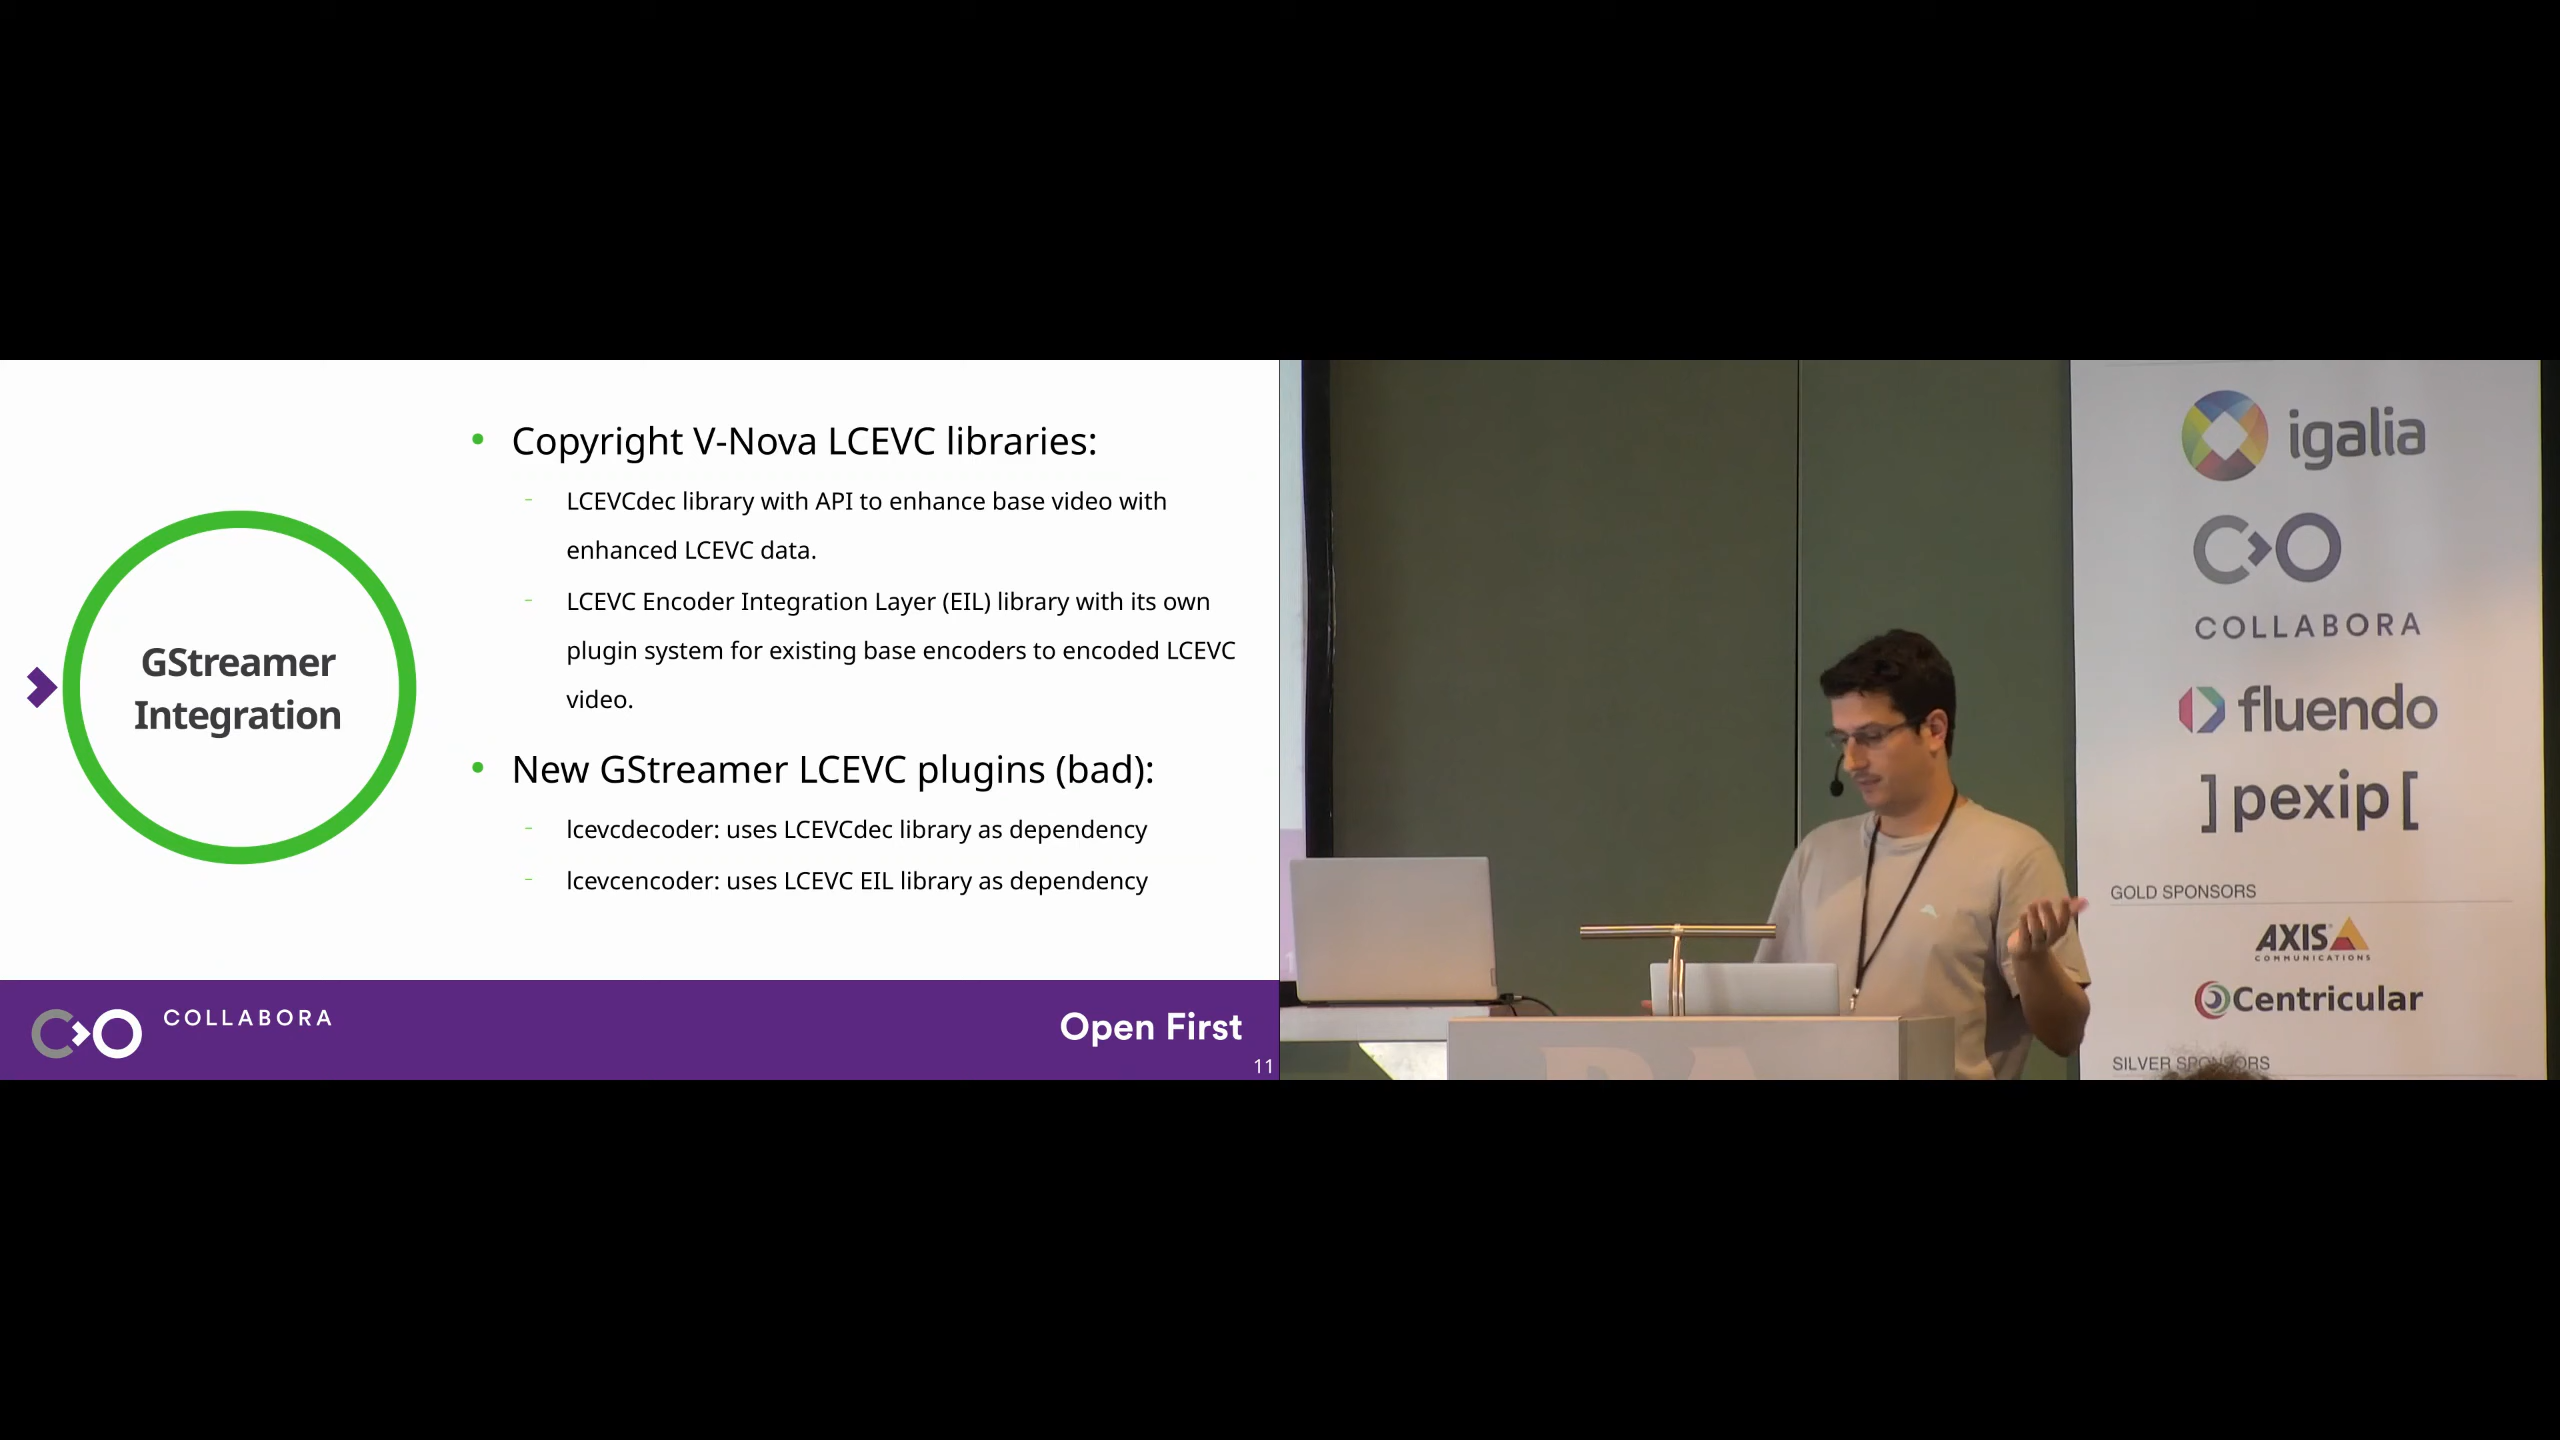 GStreamer
Integration
• Copyright V-Nova LCEVC libraries:
– LCEVCdec library with API to enhance base video with
enhanced LCEVC data.
– LCEVC Encoder Integration Layer (EIL) library with its own
plugin system for existing base encoders to encoded LCEVC
video.
• New GStreamer LCEVC plugins (bad):
– lcevcdecoder: uses LCEVCdec library as dependency
– lcevcencoder: uses LCEVC EIL library as dependency
COLLABORA
Open First
11
igalia
COLLABORA
fluendo
]pexip[
GOLD SPONSORS
AXIS
COMMUNICATIONS
Centricular
SILVER SPONSORS